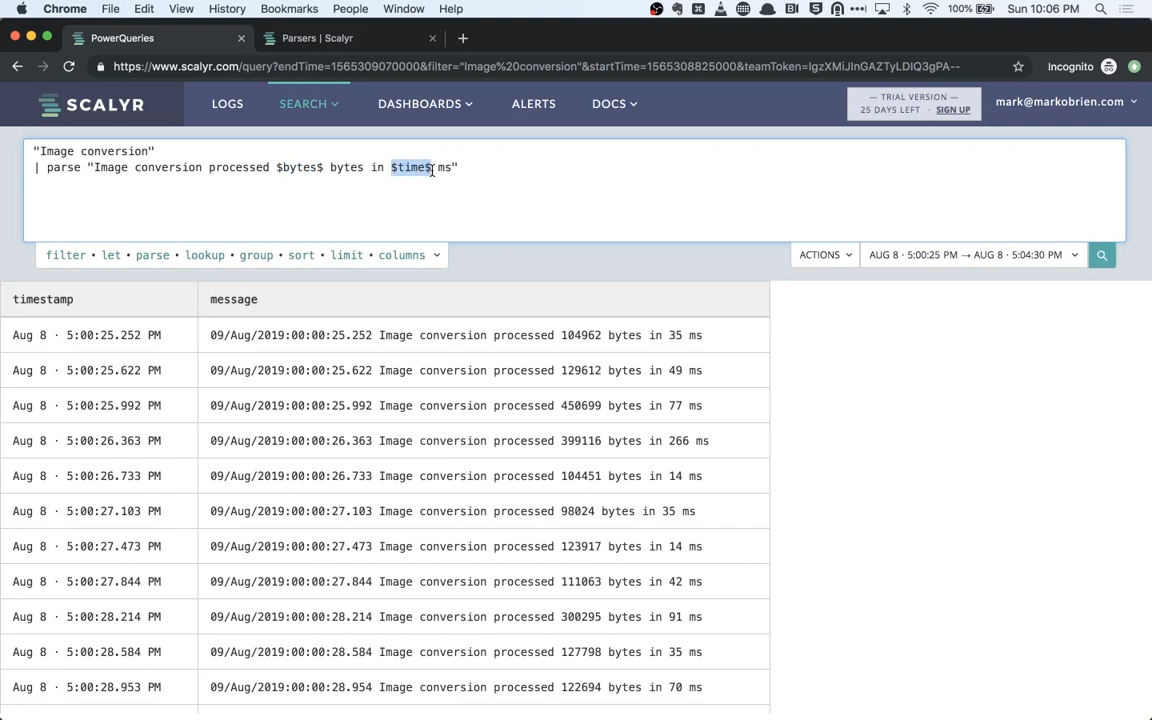 Chrome File Edit View History Bookmarks People Window Help 100% Sun 10:06 PM
PowerQueries Parsers | Scalyr
https://www.scalyr.com/query?endTime=1565309070000&filter="Image%20conversion"&startTime=1565308825000&teamToken=IgzXMiJInGAZTyLDIQ3gPA-- Incognito
SCALYR LOGS SEARCH DASHBOARDS ALERTS DOCS
— TRIAL VERSION —
25 DAYS LEFT · SIGN UP
mark@markobrien.com
"Image conversion"
| parse "Image conversion processed $bytes$ bytes in $time$ ms"
filter • let • parse • lookup • group • sort • limit • columns
ACTIONS AUG 8 · 5:00:25 PM → AUG 8 · 5:04:30 PM
timestamp message
Aug 8 · 5:00:25.252 PM 09/Aug/2019:00:00:25.252 Image conversion processed 104962 bytes in 35 ms
Aug 8 · 5:00:25.622 PM 09/Aug/2019:00:00:25.622 Image conversion processed 129612 bytes in 49 ms
Aug 8 · 5:00:25.992 PM 09/Aug/2019:00:00:25.992 Image conversion processed 450699 bytes in 77 ms
Aug 8 · 5:00:26.363 PM 09/Aug/2019:00:00:26.363 Image conversion processed 399116 bytes in 266 ms
Aug 8 · 5:00:26.733 PM 09/Aug/2019:00:00:26.733 Image conversion processed 104451 bytes in 14 ms
Aug 8 · 5:00:27.103 PM 09/Aug/2019:00:00:27.103 Image conversion processed 98024 bytes in 35 ms
Aug 8 · 5:00:27.473 PM 09/Aug/2019:00:00:27.473 Image conversion processed 123917 bytes in 14 ms
Aug 8 · 5:00:27.844 PM 09/Aug/2019:00:00:27.844 Image conversion processed 111063 bytes in 42 ms
Aug 8 · 5:00:28.214 PM 09/Aug/2019:00:00:28.214 Image conversion processed 300295 bytes in 91 ms
Aug 8 · 5:00:28.584 PM 09/Aug/2019:00:00:28.584 Image conversion processed 127798 bytes in 35 ms
Aug 8 · 5:00:28.953 PM 09/Aug/2019:00:00:28.954 Image conversion processed 122694 bytes in 70 ms